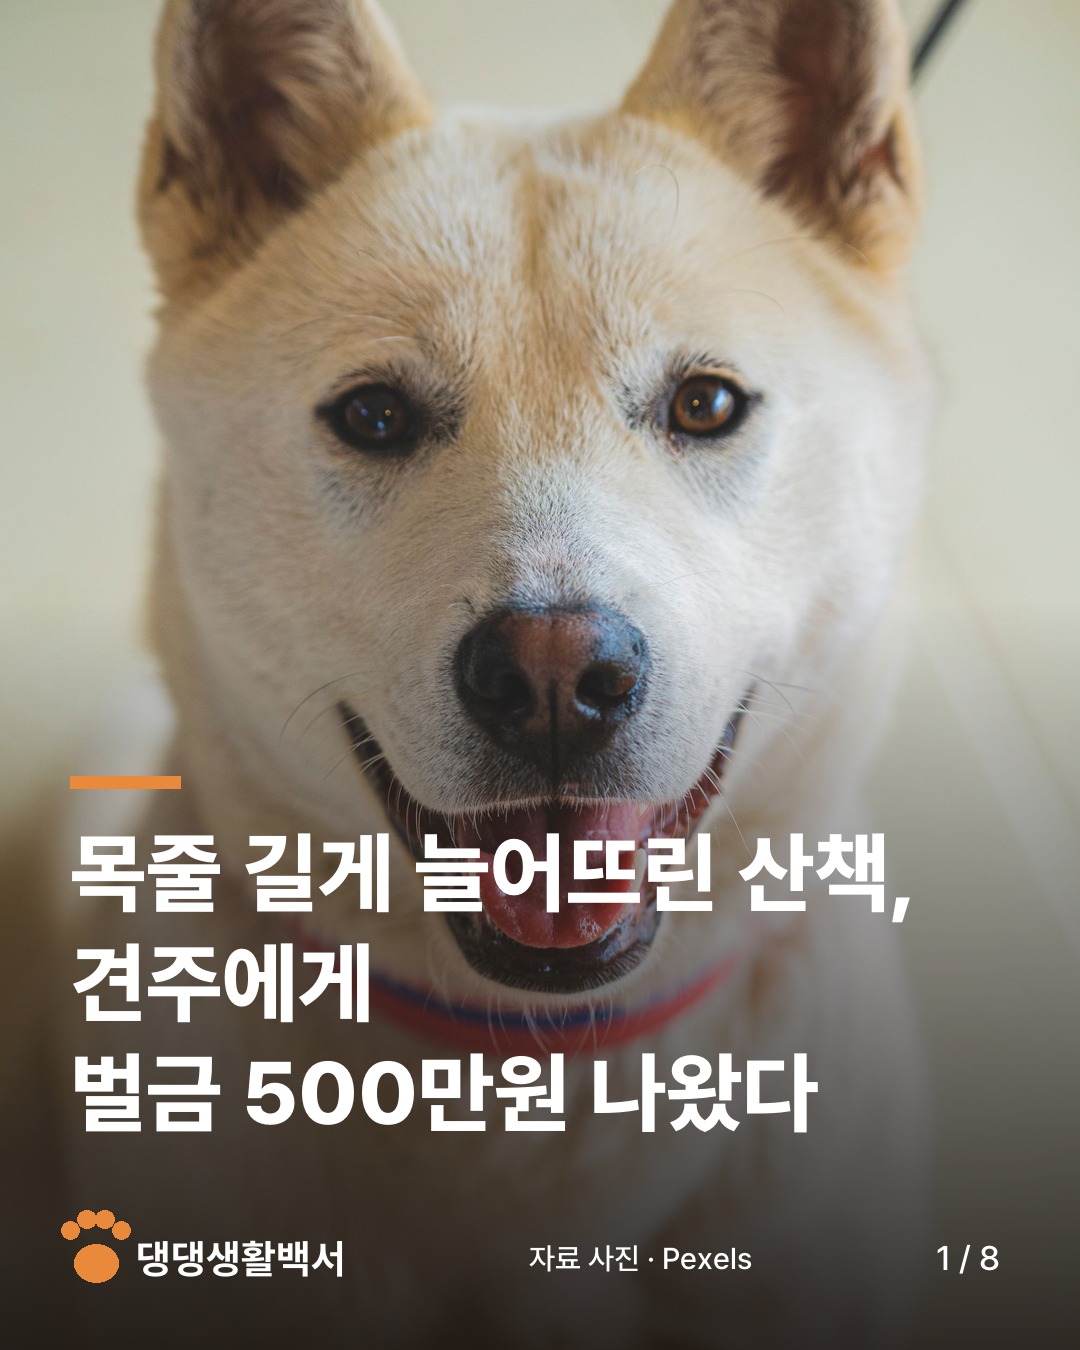 목줄 길게 늘어뜨린 산책,
견주에게
벌금 500만원 나왔다
댕댕생활백서
자료 사진 · Pexels
1 / 8